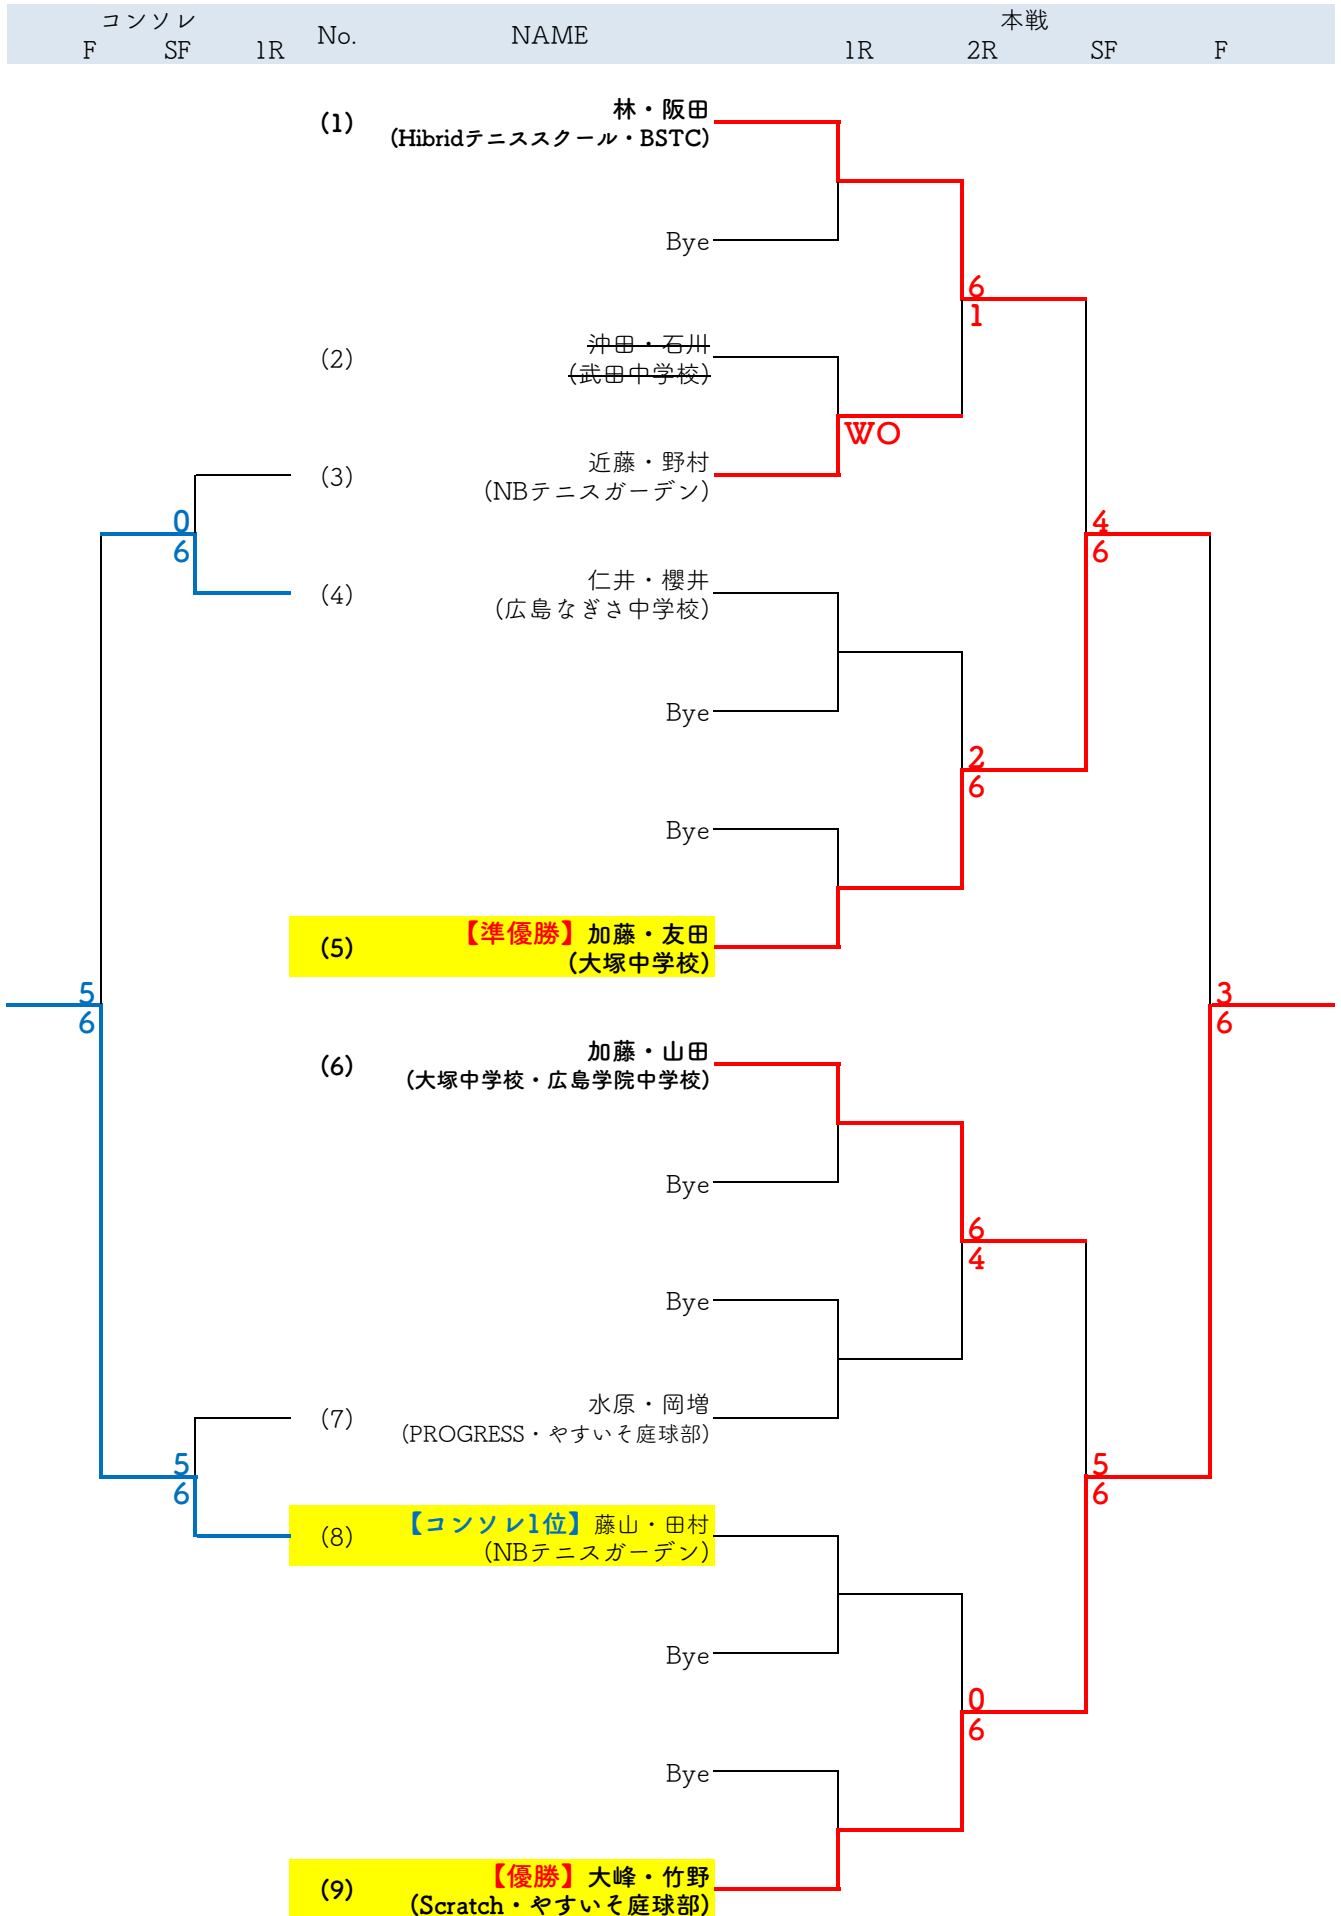 コンソレ
本戦
F SF 1R No. NAME 1R 2R SF F
(1) 林・阪田
(Hibridテニススクール・BSTC)
Bye
6
1
(2) 沖田・石川
(武田中学校)
WO
(3) 近藤・野村
(NBテニスガーデン)
0
6
4
6
(4) 仁井・櫻井
(広島なぎさ中学校)
Bye
2
6
Bye
(5) 【準優勝】加藤・友田
(大塚中学校)
5
6
3
6
(6) 加藤・山田
(大塚中学校・広島学院中学校)
Bye
6
4
Bye
(7) 水原・岡増
(PROGRESS・やすいそ庭球部)
5
6
5
6
(8) 【コンソレ1位】藤山・田村
(NBテニスガーデン)
Bye
0
6
Bye
(9) 【優勝】大峰・竹野
(Scratch・やすいそ庭球部)